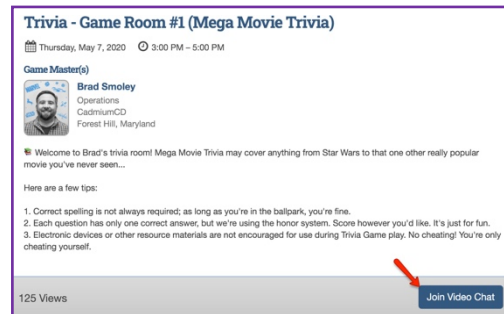 Trivia - Game Room #1 (Mega Movie Trivia)
Thursday, May 7, 2020 3:00 PM – 5:00 PM
Game Master(s)
Brad Smoley
Operations
CadmiumCD
Forest Hill, Maryland
Welcome to Brad's trivia room! Mega Movie Trivia may cover anything from Star Wars to that one other really popular
movie you've never seen...
Here are a few tips:
1. Correct spelling is not always required; as long as you're in the ballpark, you're fine.
2. Each question has only one correct answer, but we're using the honor system. Score however you'd like. It's just for fun.
3. Electronic devices or other resource materials are not encouraged for use during Trivia Game play. No cheating! You're only
cheating yourself.
125 Views
Join Video Chat